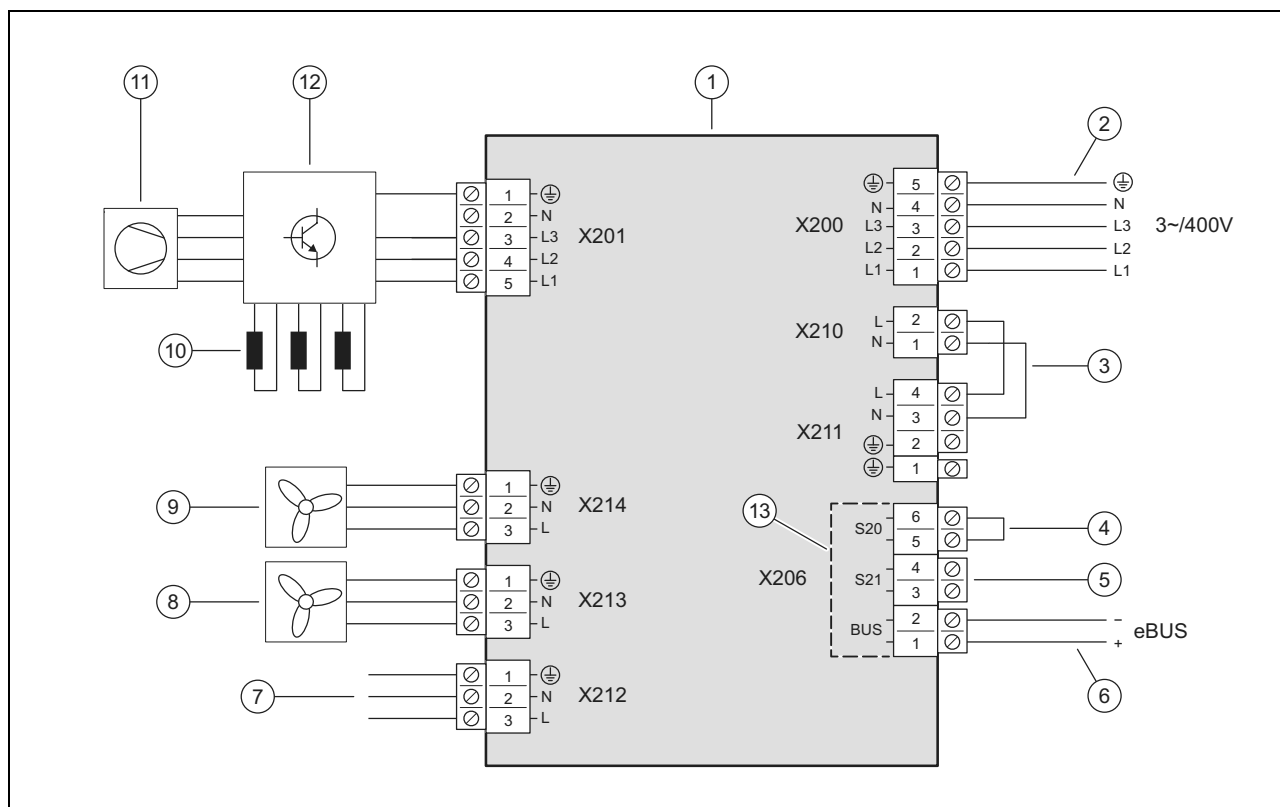 11
12
1
2
1
2 N
3 L3
4 L2
5 L1
X201
X200
5
N 4
L3 3
L2 2
L1 1
N
L3
L2
L1
3~/400V
X210
L 2
N 1
10
3
X211
L 4
N 3
2
1
9
1
2 N
3 L
X214
13
X206
S20
6
5
4
S21
4
3
5
BUS
2
1
–
+
eBUS
6
8
1
2 N
3 L
X213
7
1
2 N
3 L
X212